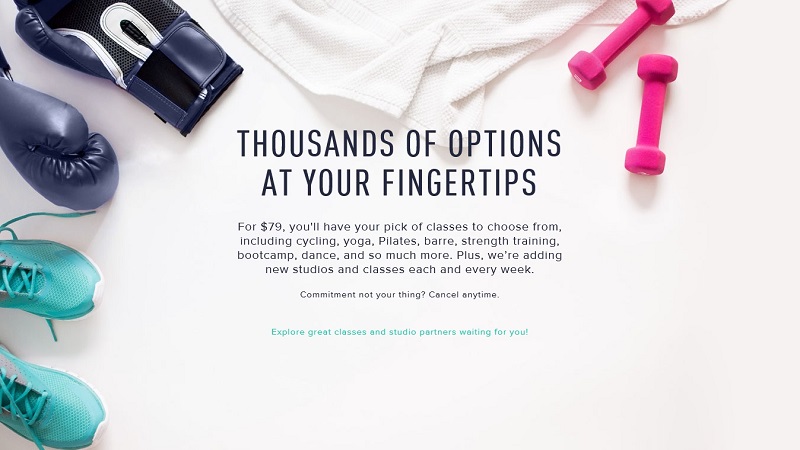 THOUSANDS OF OPTIONS
AT YOUR FINGERTIPS
For $79, you'll have your pick of classes to choose from,
including cycling, yoga, Pilates, barre, strength training,
bootcamp, dance, and so much more. Plus, we’re adding
new studios and classes each and every week.
Commitment not your thing? Cancel anytime.
Explore great classes and studio partners waiting for you!